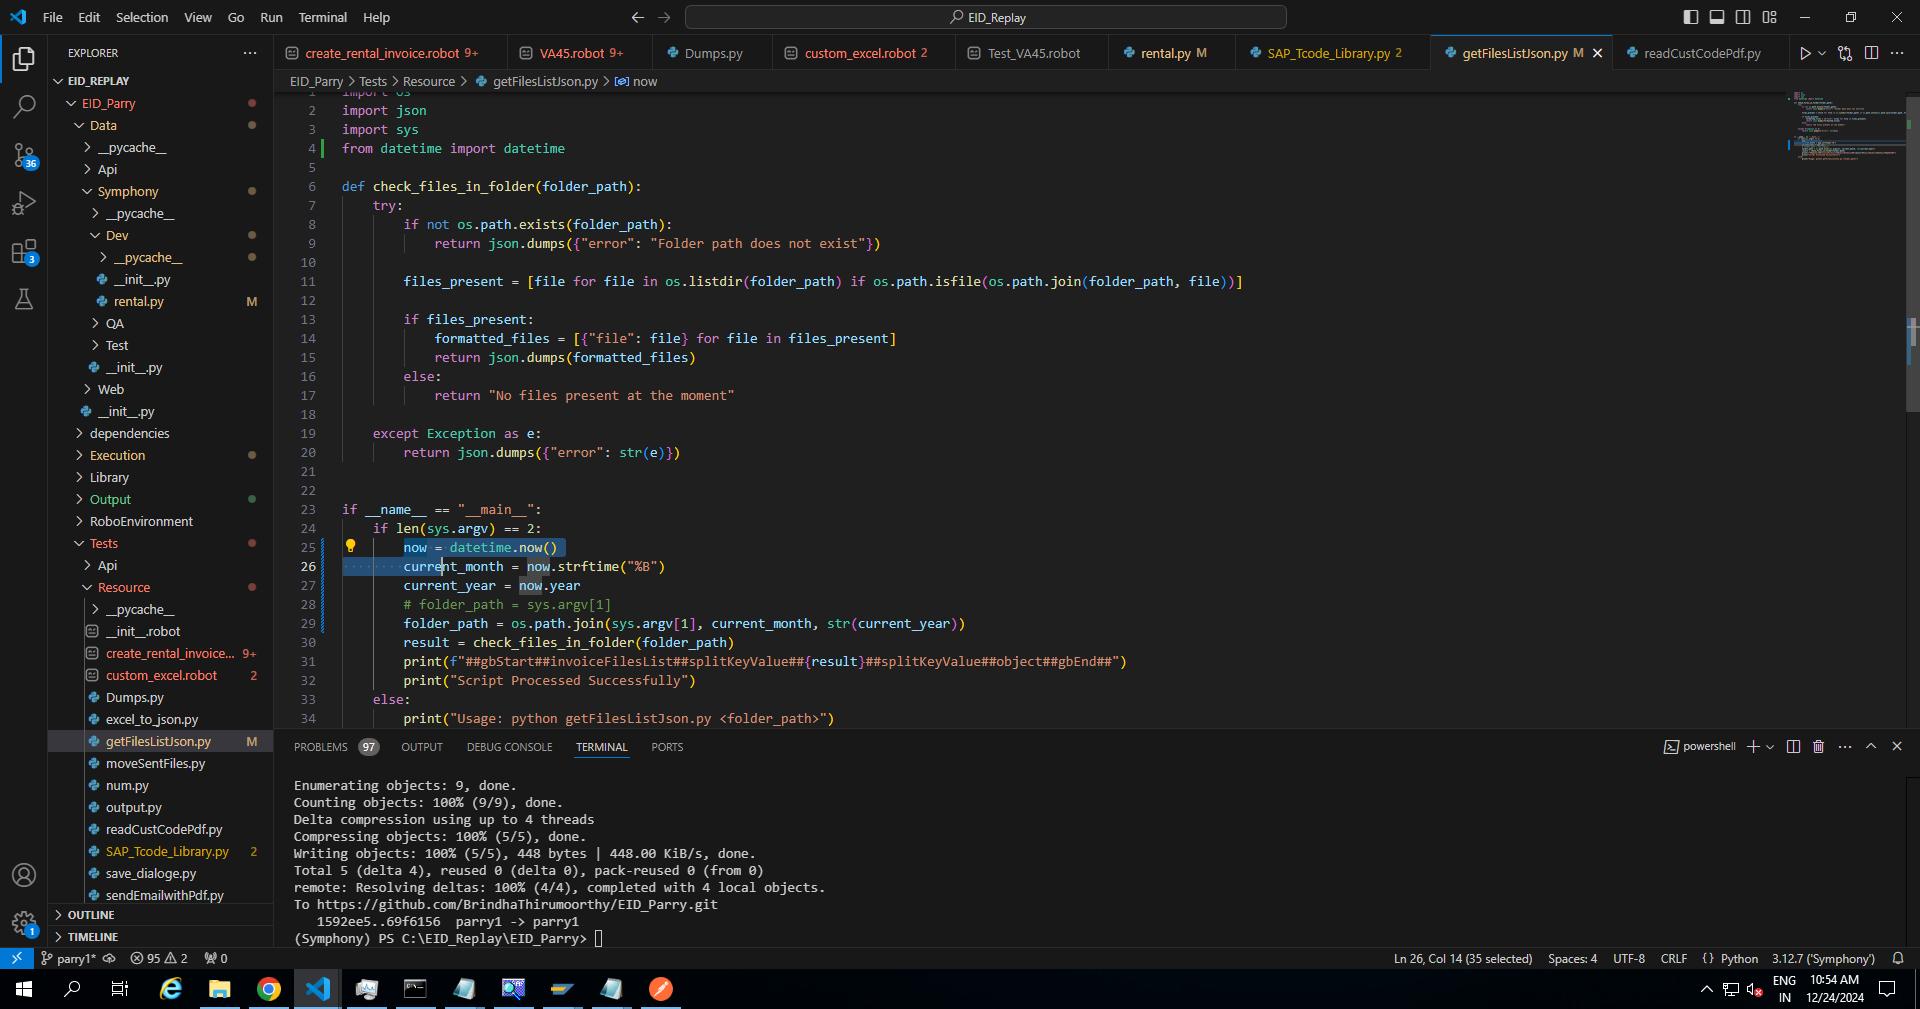 File Edit Selection View Go Run Terminal Help
EID_Replay
EXPLORER
create_rental_invoice.robot 9+
VA45.robot 9+
Dumps.py
custom_excel.robot 2
Test_VA45.robot
rental.py M
SAP_Tcode_Library.py 2
getFilesListJson.py M
readCustCodePdf.py
EID_Parry > Tests > Resource > getFilesListJson.py > now
EID_REPLAY
EID_Parry
Data
__pycache__
Api
Symphony
__pycache__
Dev
__pycache__
__init__.py
rental.py M
QA
Test
__init__.py
Web
__init__.py
dependencies
Execution
Library
Output
RoboEnvironment
Tests
Api
Resource
__pycache__
__init__.robot
create_rental_invoice... 9+
custom_excel.robot 2
Dumps.py
excel_to_json.py
getFilesListJson.py M
moveSentFiles.py
num.py
output.py
readCustCodePdf.py
SAP_Tcode_Library.py 2
save_dialoge.py
sendEmailwithPdf.py
OUTLINE
TIMELINE
36
3
1
1 import os
2 import json
3 import sys
4 from datetime import datetime
5
6 def check_files_in_folder(folder_path):
7 try:
8 if not os.path.exists(folder_path):
9 return json.dumps({"error": "Folder path does not exist"})
10
11 files_present = [file for file in os.listdir(folder_path) if os.path.isfile(os.path.join(folder_path, file))]
12
13 if files_present:
14 formatted_files = [{"file": file} for file in files_present]
15 return json.dumps(formatted_files)
16 else:
17 return "No files present at the moment"
18
19 except Exception as e:
20 return json.dumps({"error": str(e)})
21
22
23 if __name__ == "__main__":
24 if len(sys.argv) == 2:
25 now = datetime.now()
26 current_month = now.strftime("%B")
27 current_year = now.year
28 # folder_path = sys.argv[1]
29 folder_path = os.path.join(sys.argv[1], current_month, str(current_year))
30 result = check_files_in_folder(folder_path)
31 print(f"##gbStart##invoiceFilesList##splitKeyValue##{result}##splitKeyValue##object##gbEnd##")
32 print("Script Processed Successfully")
33 else:
34 print("Usage: python getFilesListJson.py <folder_path>")
PROBLEMS 97 OUTPUT DEBUG CONSOLE TERMINAL PORTS
powershell
Enumerating objects: 9, done.
Counting objects: 100% (9/9), done.
Delta compression using up to 4 threads
Compressing objects: 100% (5/5), done.
Writing objects: 100% (5/5), 448 bytes | 448.00 KiB/s, done.
Total 5 (delta 4), reused 0 (delta 0), pack-reused 0 (from 0)
remote: Resolving deltas: 100% (4/4), completed with 4 local objects.
To https://github.com/BrindhaThirumoorthy/EID_Parry.git
1592ee5..69f6156 parry1 -> parry1
(Symphony) PS C:\EID_Replay\EID_Parry>
parry1* 95 2 0
Ln 26, Col 14 (35 selected) Spaces: 4 UTF-8 CRLF {} Python 3.12.7 ('Symphony')
ENG
IN
10:54 AM
12/24/2024